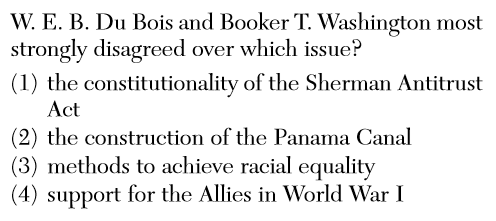 W. E. B. Du Bois and Booker T. Washington most
strongly disagreed over which issue?
(1) the constitutionality of the Sherman Antitrust
Act
(2) the construction of the Panama Canal
(3) methods to achieve racial equality
(4) support for the Allies in World War I